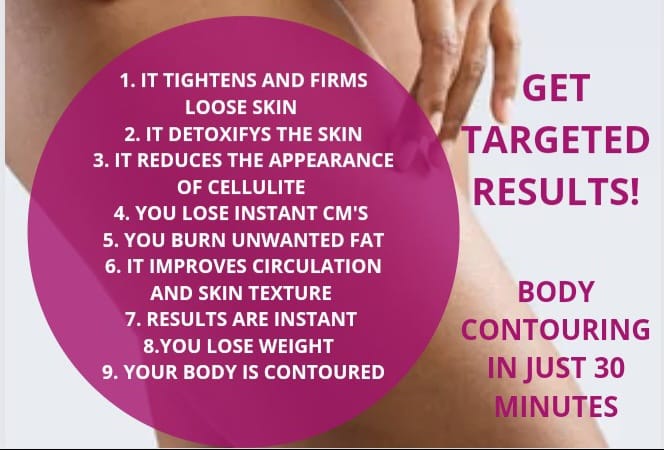 1. IT TIGHTENS AND FIRMS
LOOSE SKIN
2. IT DETOXIFYS THE SKIN
3. IT REDUCES THE APPEARANCE
OF CELLULITE
4. YOU LOSE INSTANT CM'S
5. YOU BURN UNWANTED FAT
6. IT IMPROVES CIRCULATION
AND SKIN TEXTURE
7. RESULTS ARE INSTANT
8.YOU LOSE WEIGHT
9. YOUR BODY IS CONTOURED
GET
TARGETED
RESULTS!
BODY
CONTOURING
IN JUST 30
MINUTES